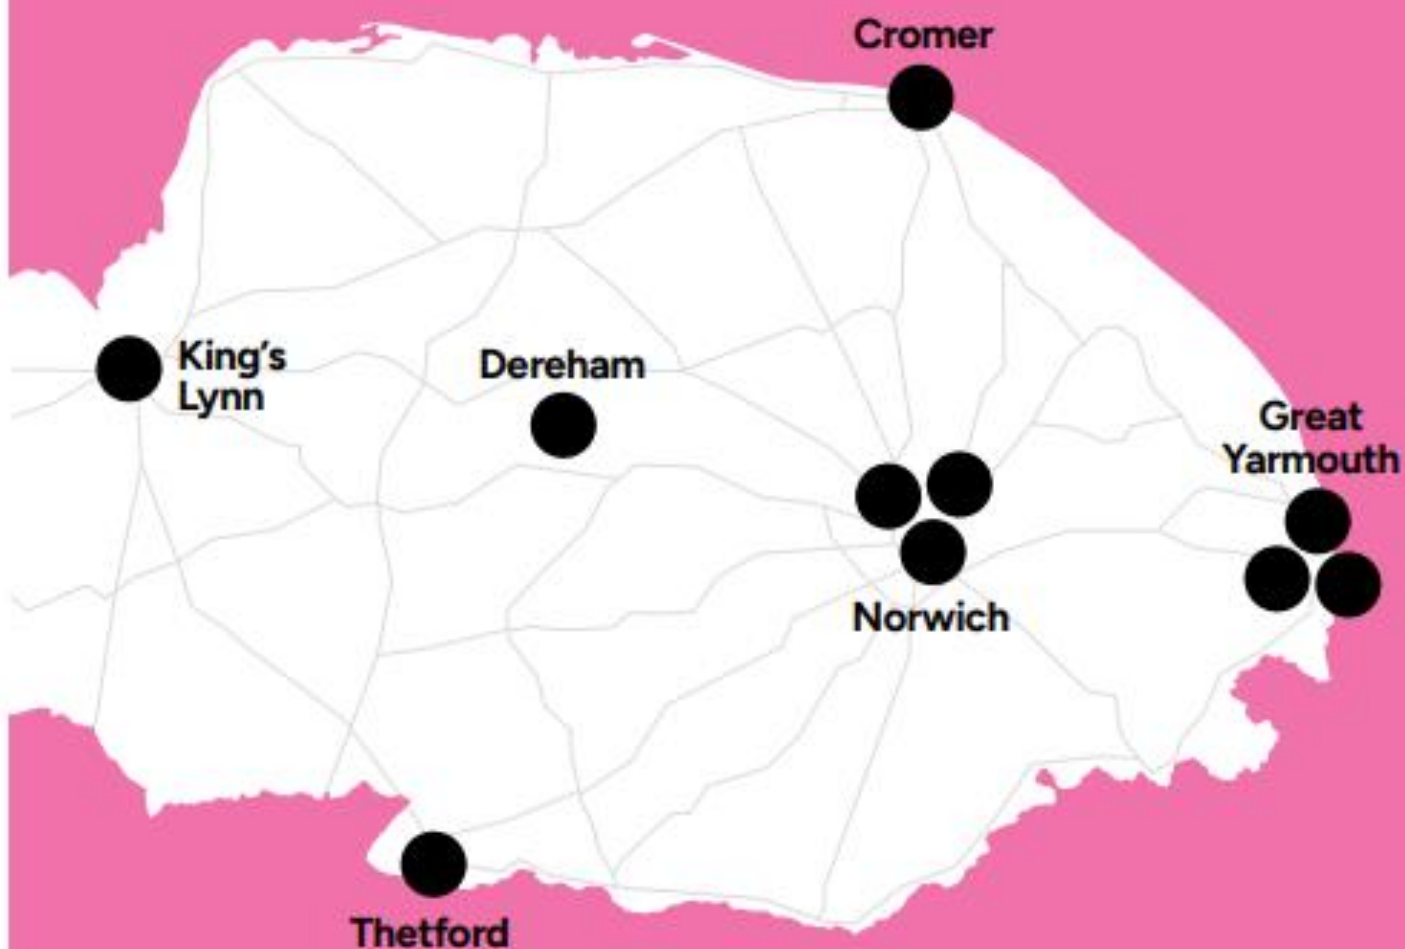 Cromer
King's
Lynn
Dereham
Great
Yarmouth
Norwich
Thetford